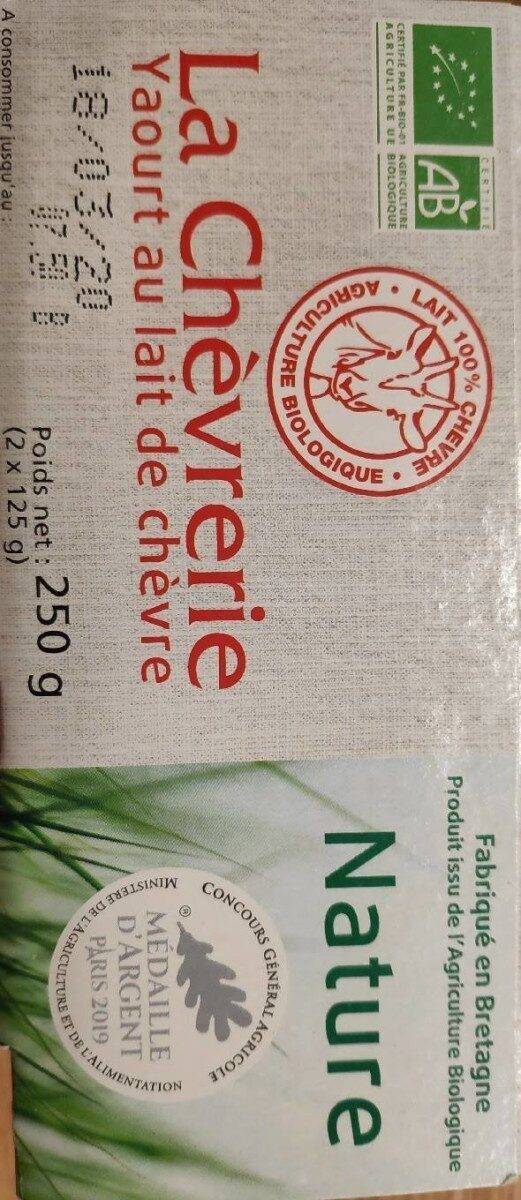 CERTIFIÉ PAR FR-BIO-01
AGRICULTURE UE
CERTIFIÉ
AB
AGRICULTURE
BIOLOGIQUE
LAIT 100% CHEVRE
AGRICULTURE BIOLOGIQUE
La Chèvrerie
Yaourt au lait de chèvre
18/03/20
A consommer jusqu'au :
Poids net : 250 g
(2 x 125 g)
Fabriqué en Bretagne
Produit issu de l'Agriculture Biologique
Nature
CONCOURS GÉNÉRAL AGRICOLE
®
MÉDAILLE
D'ARGENT
PARIS 2019
MINISTÈRE DE L'AGRICULTURE ET DE L'ALIMENTATION